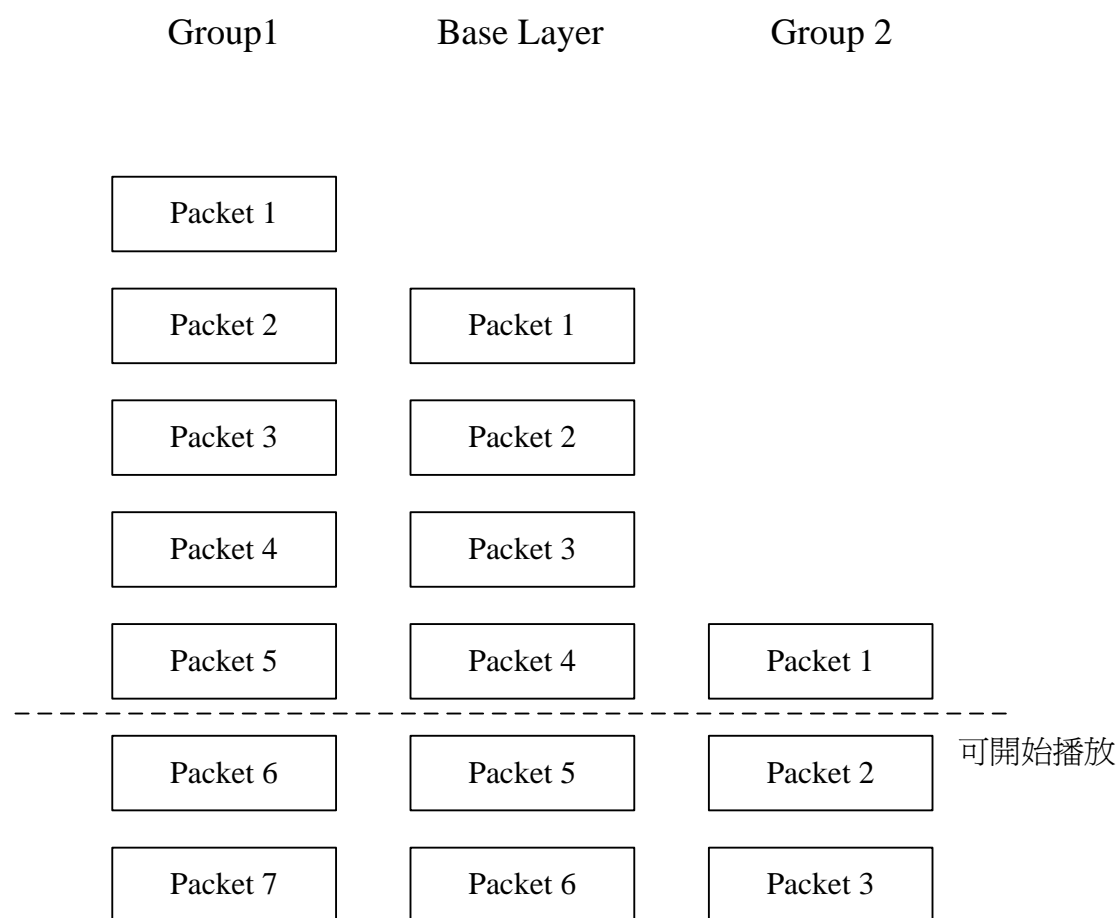 Group1 Base Layer Group 2
Packet 1
Packet 2 Packet 1
Packet 3 Packet 2
Packet 4 Packet 3
Packet 5 Packet 4 Packet 1
可開始播放
Packet 6 Packet 5 Packet 2
Packet 7 Packet 6 Packet 3